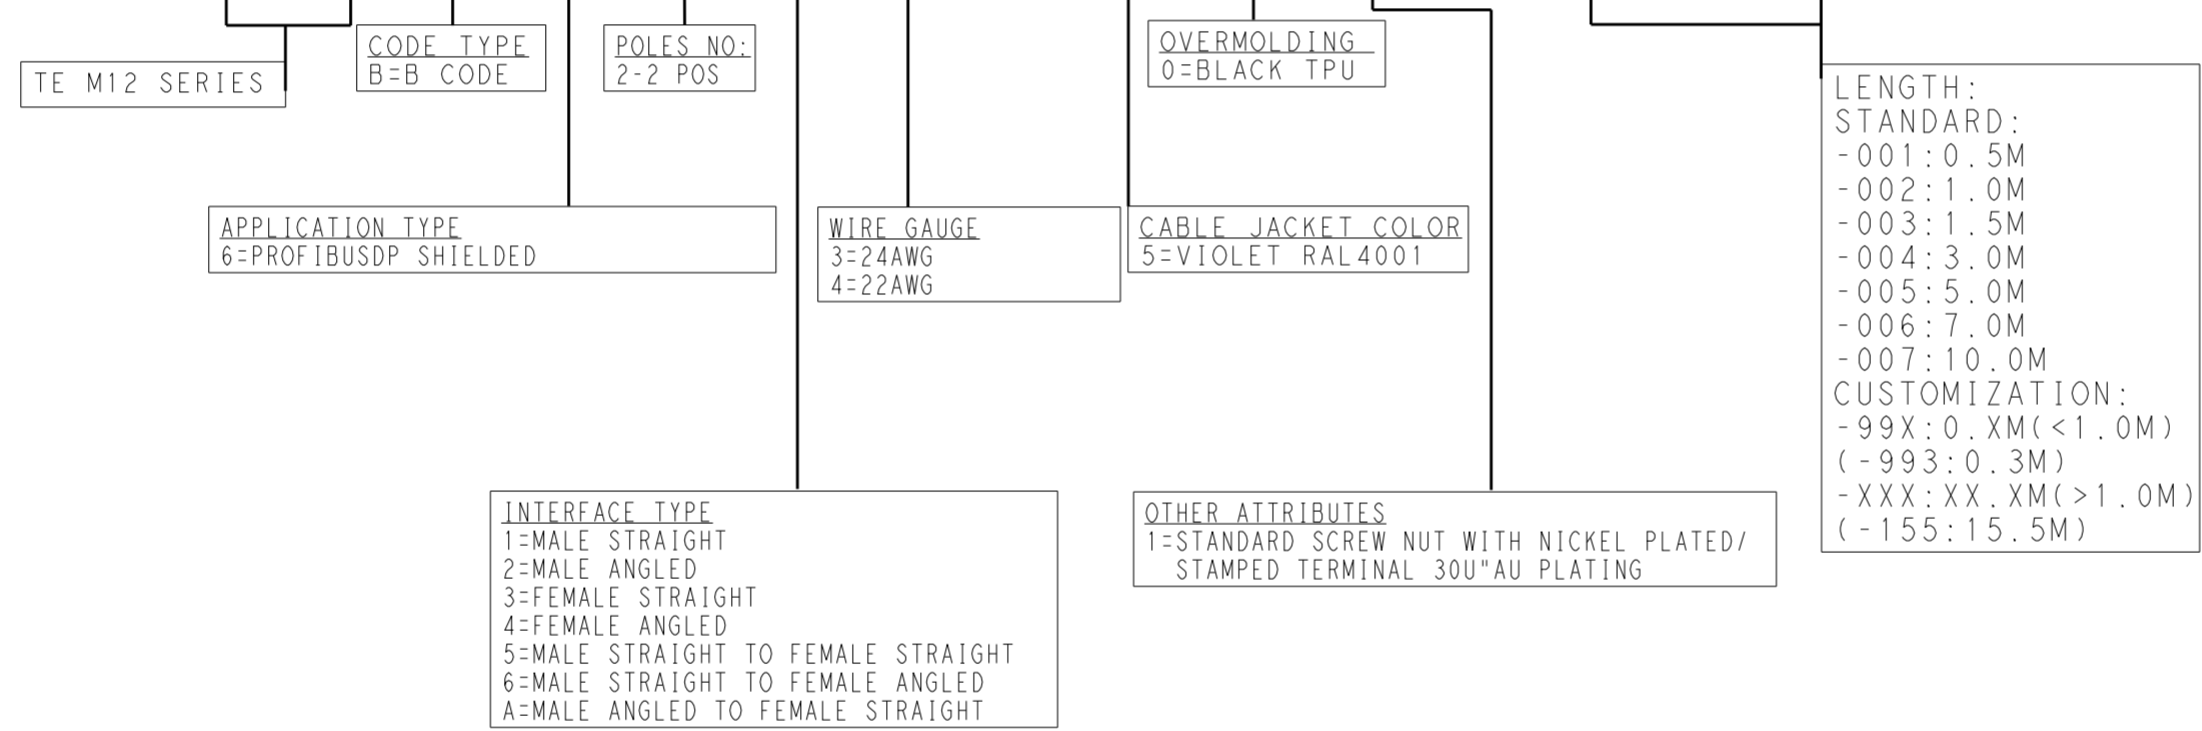 TE M12 SERIES
CODE TYPE
B=B CODE
POLES NO:
2-2 POS
OVERMOLDING
0=BLACK TPU
APPLICATION TYPE
6=PROFIBUSDP SHIELDED
WIRE GAUGE
3=24AWG
4=22AWG
CABLE JACKET COLOR
5=VIOLET RAL4001
LENGTH:
STANDARD:
-001:0.5M
-002:1.0M
-003:1.5M
-004:3.0M
-005:5.0M
-006:7.0M
-007:10.0M
CUSTOMIZATION:
-99X:0.XM(<1.0M)
(-993:0.3M)
-XXX:XX.XM(>1.0M)
(-155:15.5M)
INTERFACE TYPE
1=MALE STRAIGHT
2=MALE ANGLED
3=FEMALE STRAIGHT
4=FEMALE ANGLED
5=MALE STRAIGHT TO FEMALE STRAIGHT
6=MALE STRAIGHT TO FEMALE ANGLED
A=MALE ANGLED TO FEMALE STRAIGHT
OTHER ATTRIBUTES
1=STANDARD SCREW NUT WITH NICKEL PLATED/
STAMPED TERMINAL 30U"AU PLATING